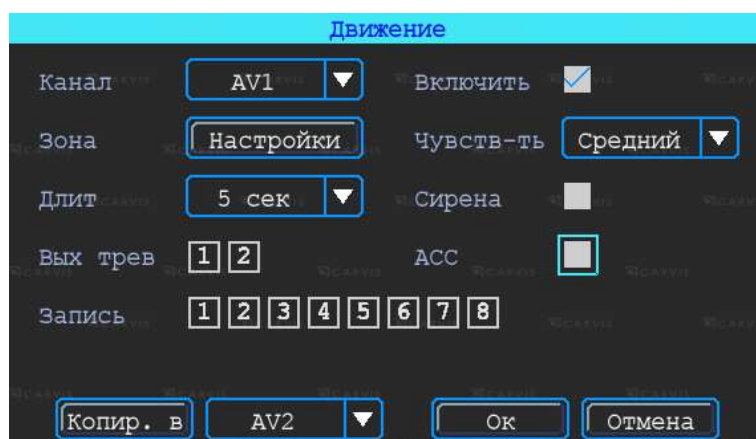 Движение
Канал AV1 Включить
Зона Настройки Чувств-ть Средний
Длит 5 сек Сирена
Вых трев 1 2 ACC
Запись 1 2 3 4 5 6 7 8
Копир. в AV2 Ок Отмена